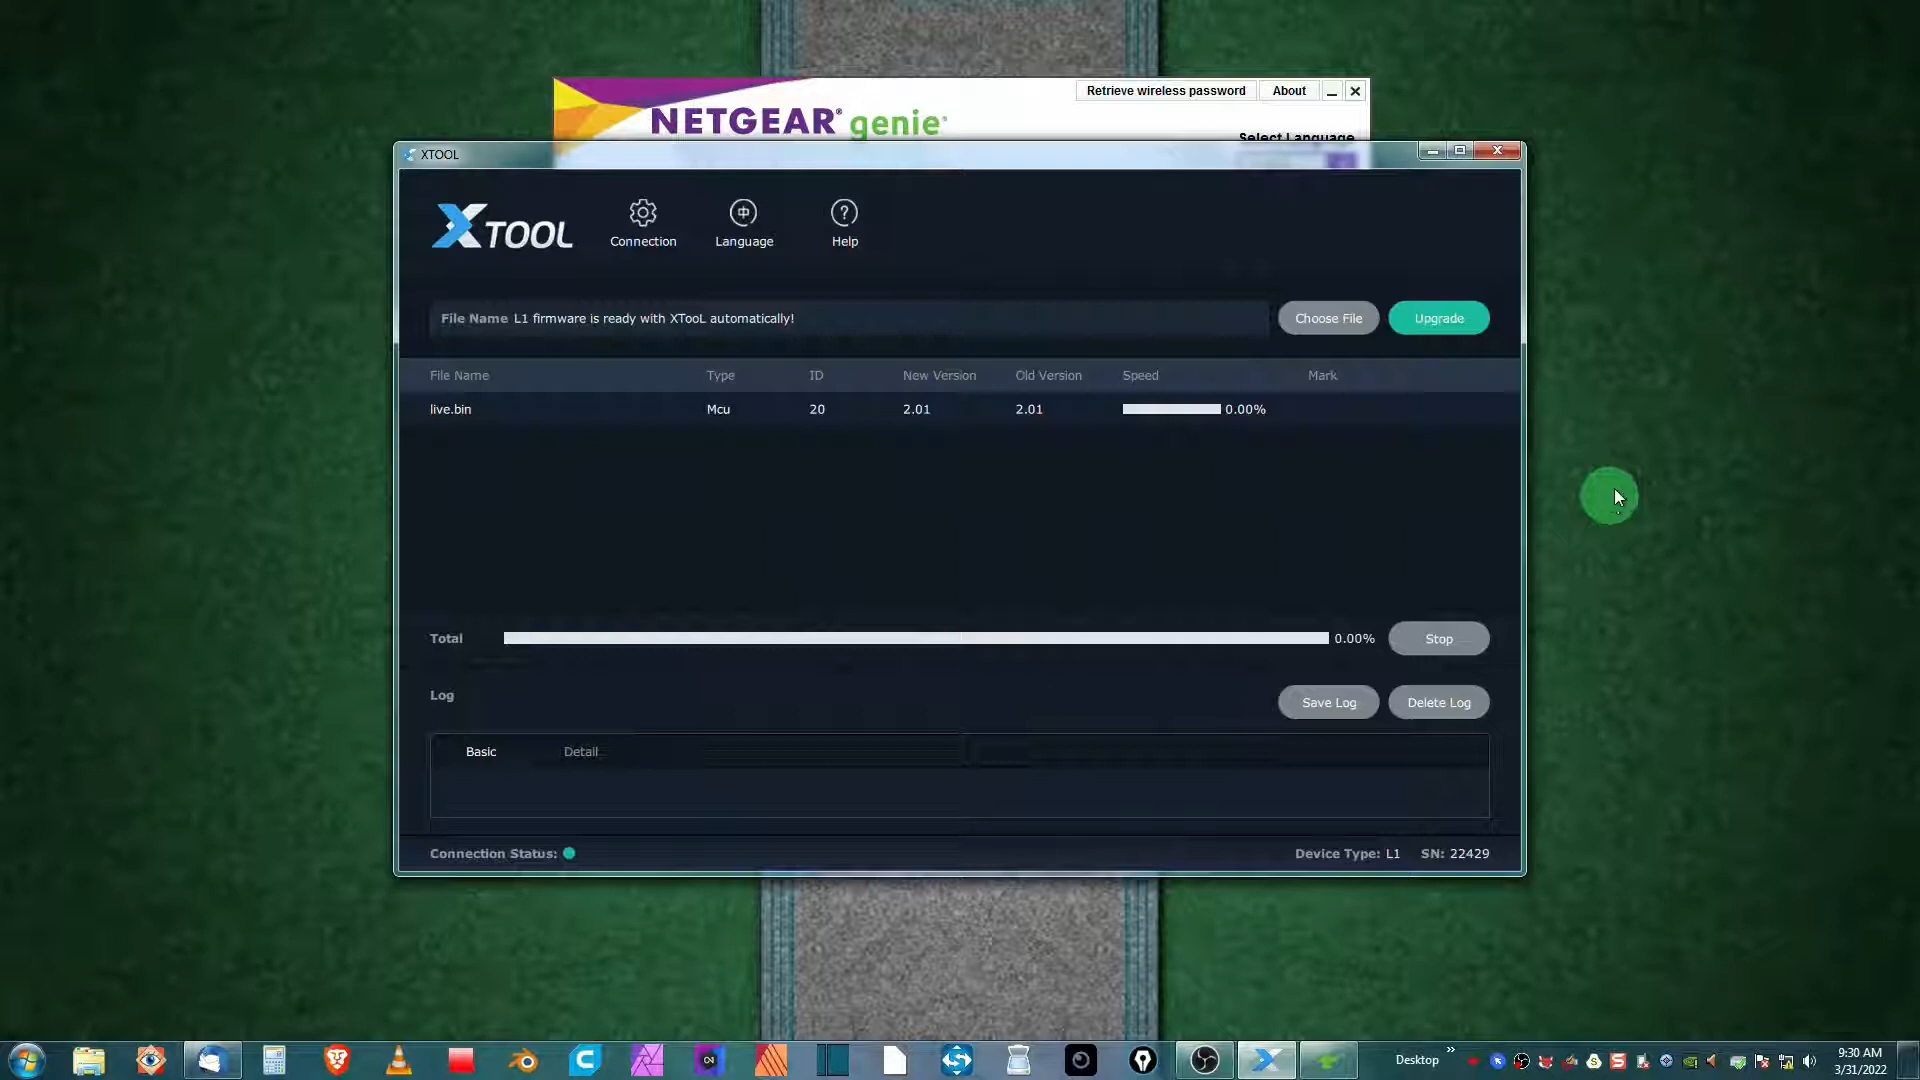 Retrieve wireless password About
NETGEAR® genie®
Select Language
XTOOL
XTOOL
Connection Language Help
File Name L1 firmware is ready with XTooL automatically! Choose File Upgrade
File Name Type ID New Version Old Version Speed Mark
live.bin Mcu 20 2.01 2.01 0.00%
Total 0.00% Stop
Log Save Log Delete Log
Basic Detail
Connection Status: Device Type: L1 SN: 22429
Desktop » 9:30 AM
3/31/2022